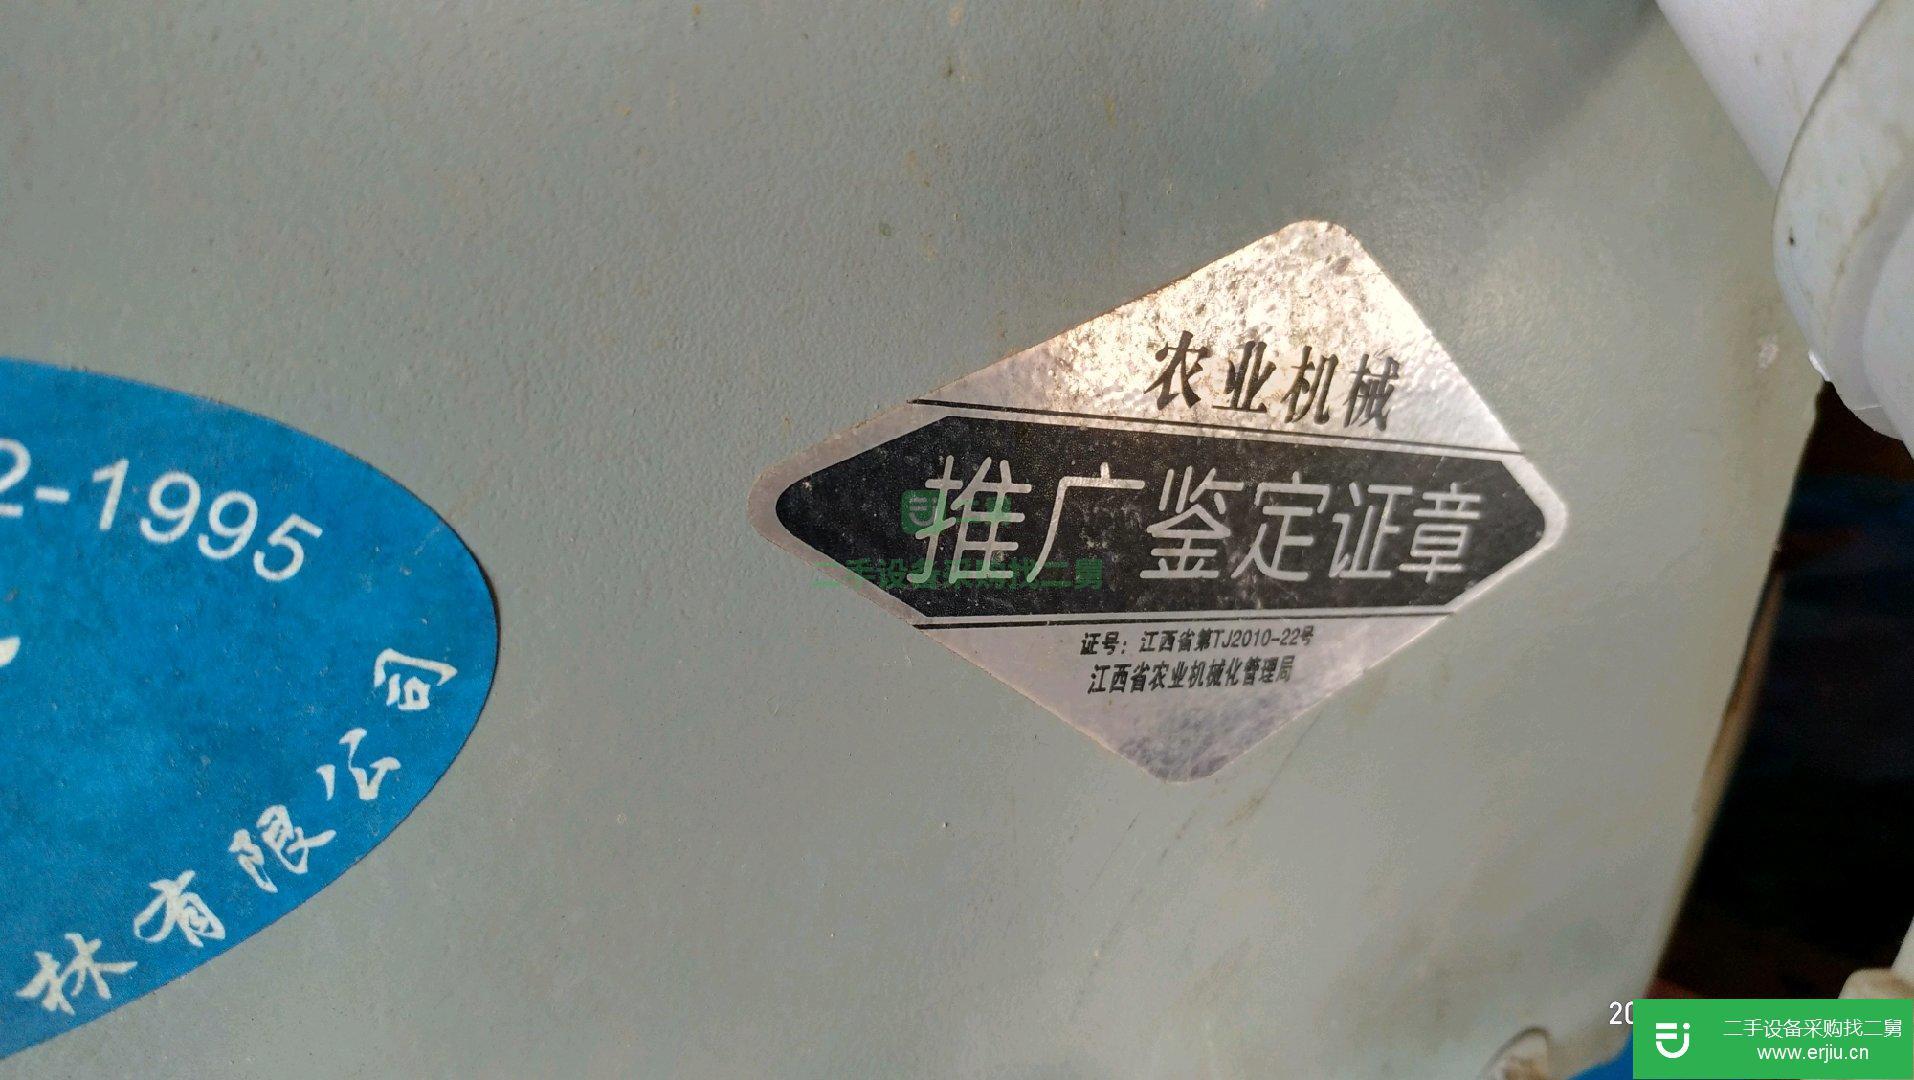 2-1995
林有限公司
农业机械
推广鉴定证章
证号：江西省第TJ2010-22号
江西省农业机械化管理局
二手设备采购找二舅
20
二手设备采购找二舅
www.erjiu.cn